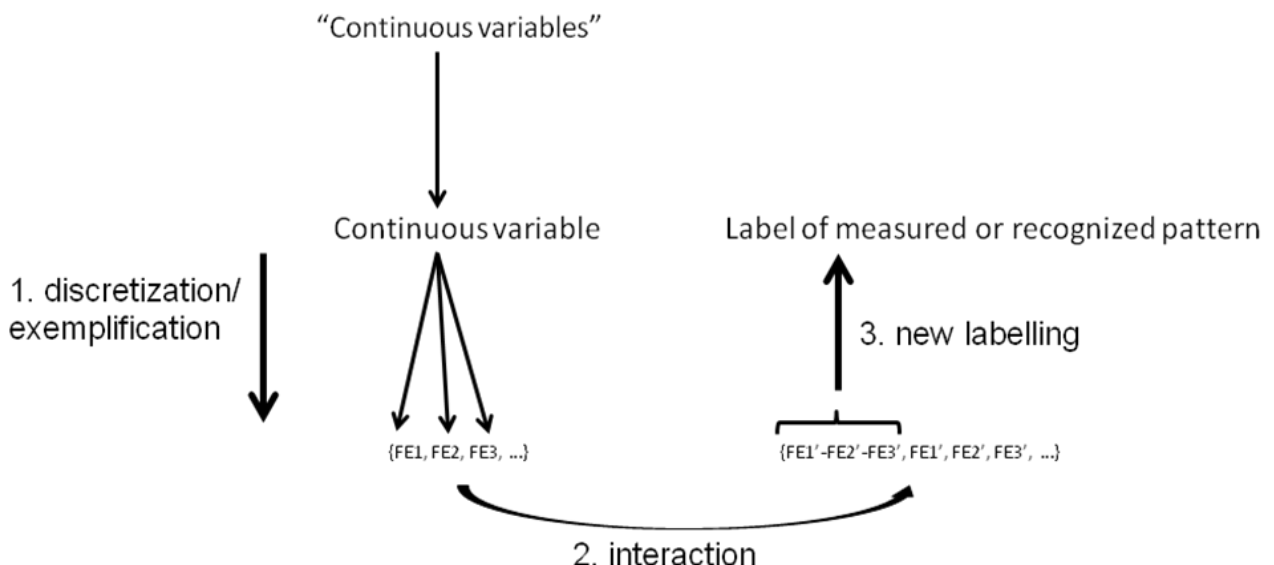 “Continuous variables”
Continuous variable
Label of measured or recognized pattern
1. discretization/
exemplification
3. new labelling
{FE1, FE2, FE3, ...}
{FE1′-FE2′-FE3′, FE1′, FE2′, FE3′, ...}
2. interaction